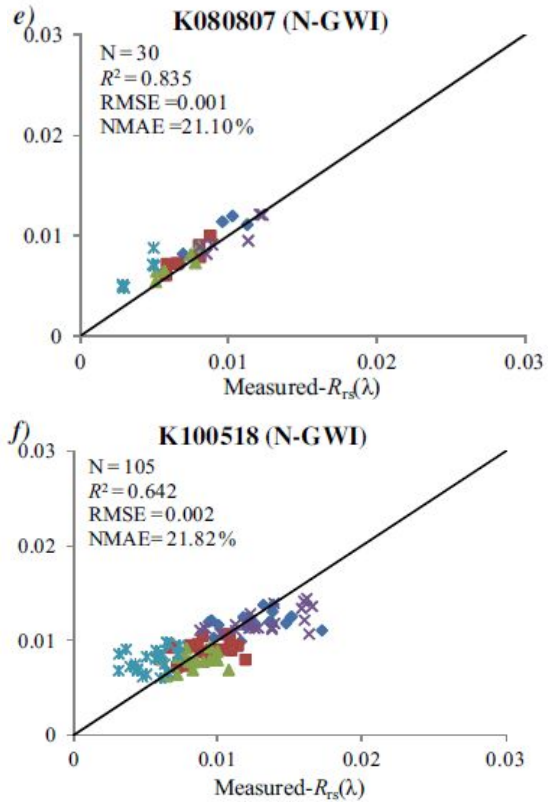 e)
K080807 (N-GWI)
0.03
N = 30
R² = 0.835
RMSE =0.001
NMAE =21.10%
0.02
0.01
0
0 0.01 0.02 0.03
Measured-Rrs(λ)
f)
K100518 (N-GWI)
0.03
N = 105
R² = 0.642
RMSE = 0.002
NMAE= 21.82%
0.02
0.01
0
0 0.01 0.02 0.03
Measured-Rrs(λ)